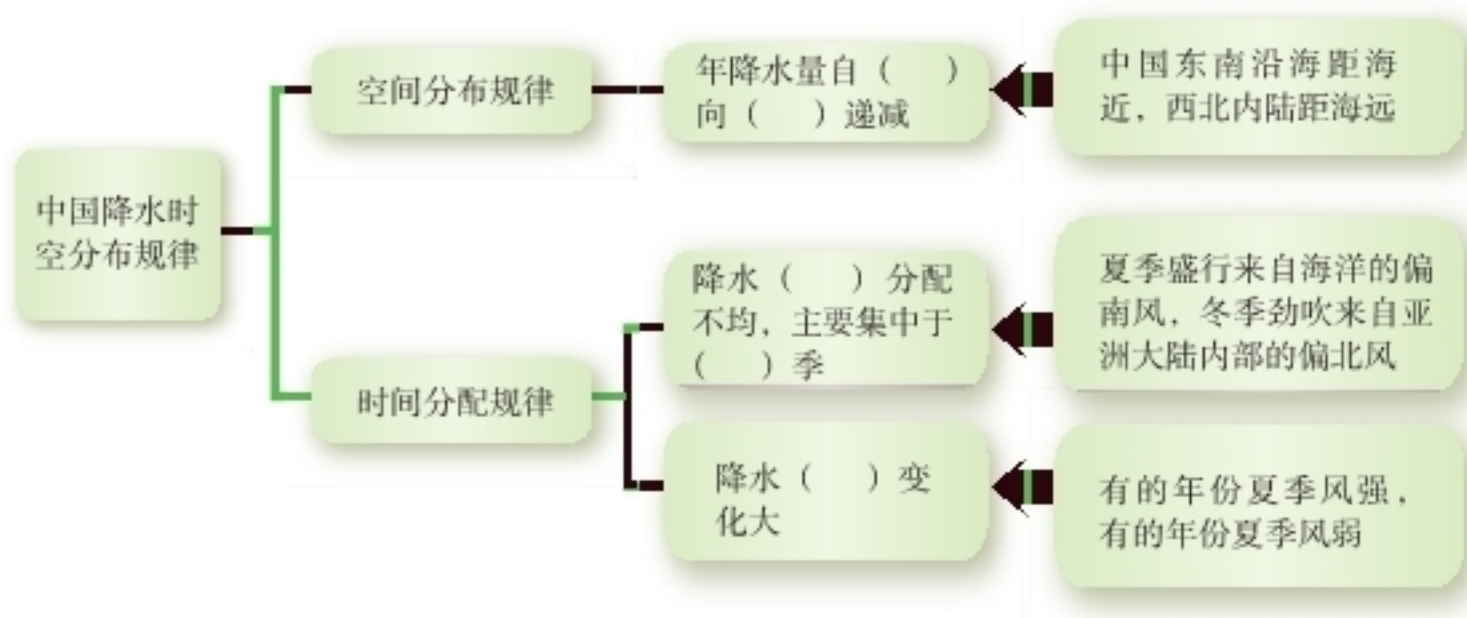 中国降水时
空分布规律
空间分布规律
年降水量自（ ）
向（ ）递减
中国东南沿海距海
近，西北内陆距海远
时间分配规律
降水（ ）分配
不均，主要集中于
（ ）季
夏季盛行来自海洋的偏
南风，冬季劲吹来自亚
洲大陆内部的偏北风
降水（ ）变
化大
有的年份夏季风强，
有的年份夏季风弱